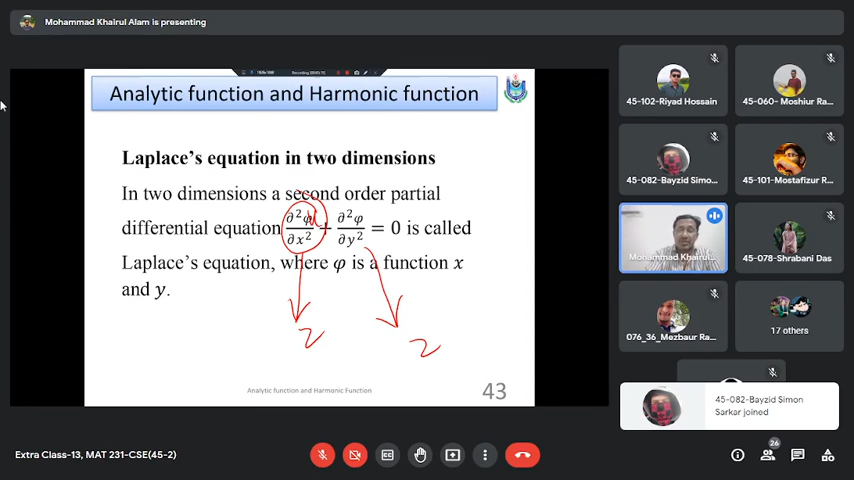 Mohammad Khairul Alam is presenting
Analytic function and Harmonic function
Laplace's equation in two dimensions
In two dimensions a second order partial
differential equation ∂²φ/∂x² + ∂²φ/∂y² = 0 is called
Laplace's equation, where φ is a function x
and y.
2
2
Analytic function and Harmonic Function
43
45-102-Riyad Hossain
45-060- Moshiur Ra...
45-082-Bayzid Simo...
45-101-Mostafizur Ra...
Mohammad Khairul...
45-078-Shrabani Das
076_36_Mezbaur Ra...
17 others
45-082-Bayzid Simon
Sarkar joined
Extra Class-13, MAT 231-CSE(45-2)
26